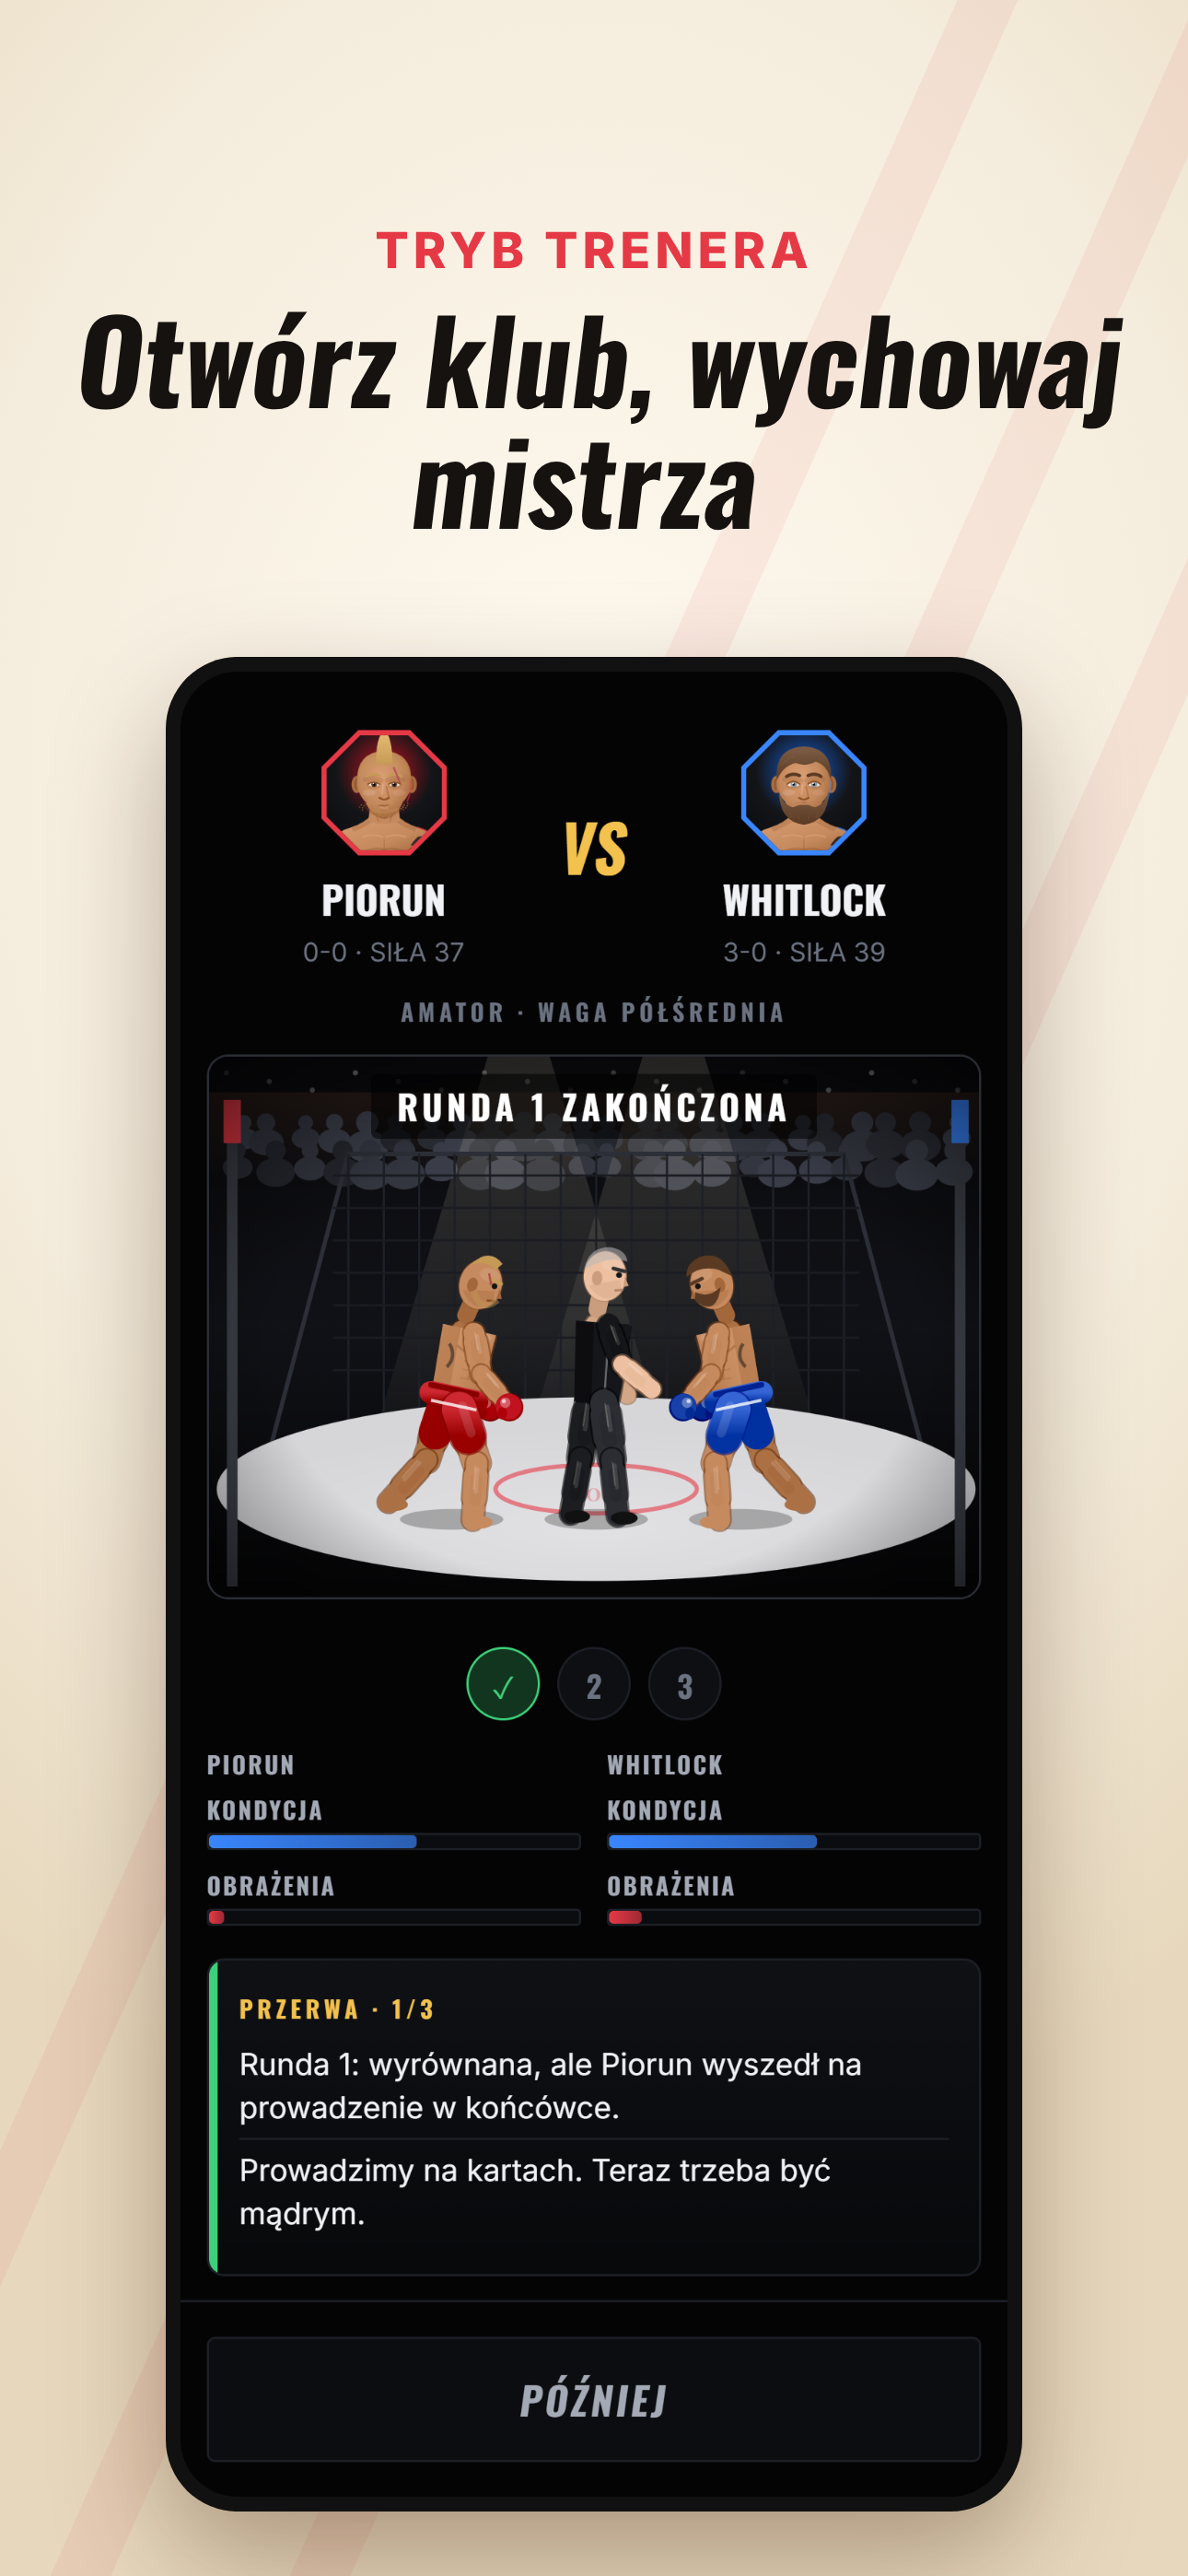 TRYB TRENERA
Otwórz klub, wychowaj
mistrza
VS
PIORUN
WHITLOCK
0-0 · SIŁA 37
3-0 · SIŁA 39
AMATOR · WAGA PÓŁŚREDNIA
RUNDA 1 ZAKOŃCZONA
✓ 2 3
PIORUN
WHITLOCK
KONDYCJA
KONDYCJA
OBRAŻENIA
OBRAŻENIA
PRZERWA · 1/3
Runda 1: wyrównana, ale Piorun wyszedł na
prowadzenie w końcówce.
Prowadzimy na kartach. Teraz trzeba być
mądrym.
PÓŹNIEJ